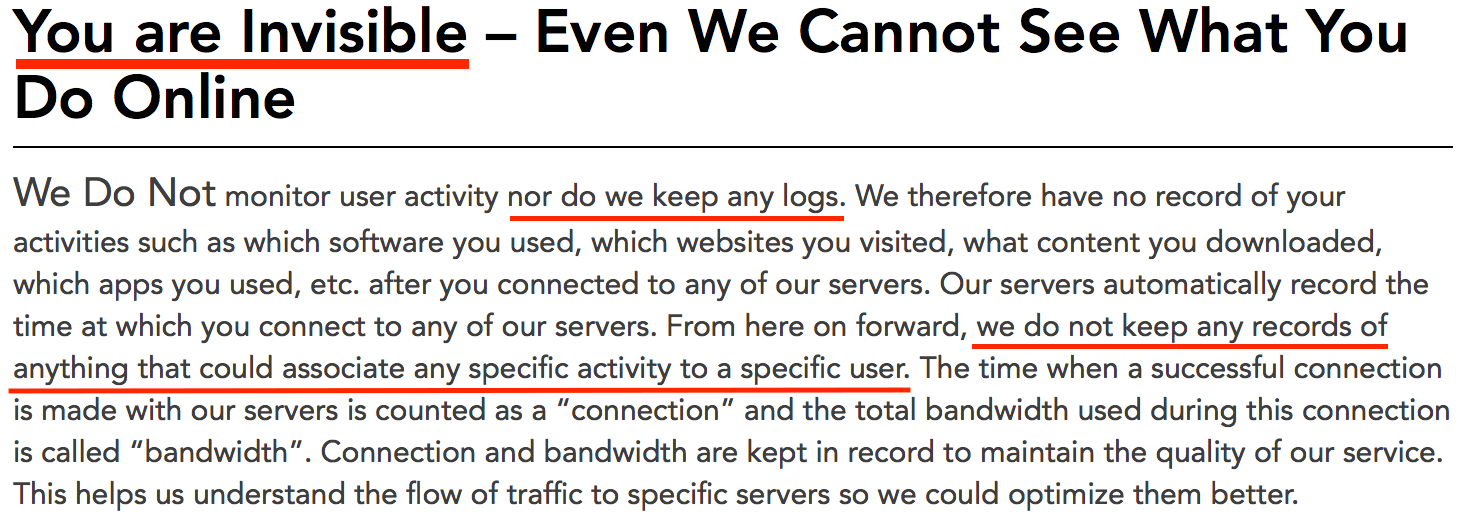 You are Invisible – Even We Cannot See What You
Do Online
We Do Not monitor user activity nor do we keep any logs. We therefore have no record of your
activities such as which software you used, which websites you visited, what content you downloaded,
which apps you used, etc. after you connected to any of our servers. Our servers automatically record the
time at which you connect to any of our servers. From here on forward, we do not keep any records of
anything that could associate any specific activity to a specific user. The time when a successful connection
is made with our servers is counted as a “connection” and the total bandwidth used during this connection
is called “bandwidth”. Connection and bandwidth are kept in record to maintain the quality of our service.
This helps us understand the flow of traffic to specific servers so we could optimize them better.